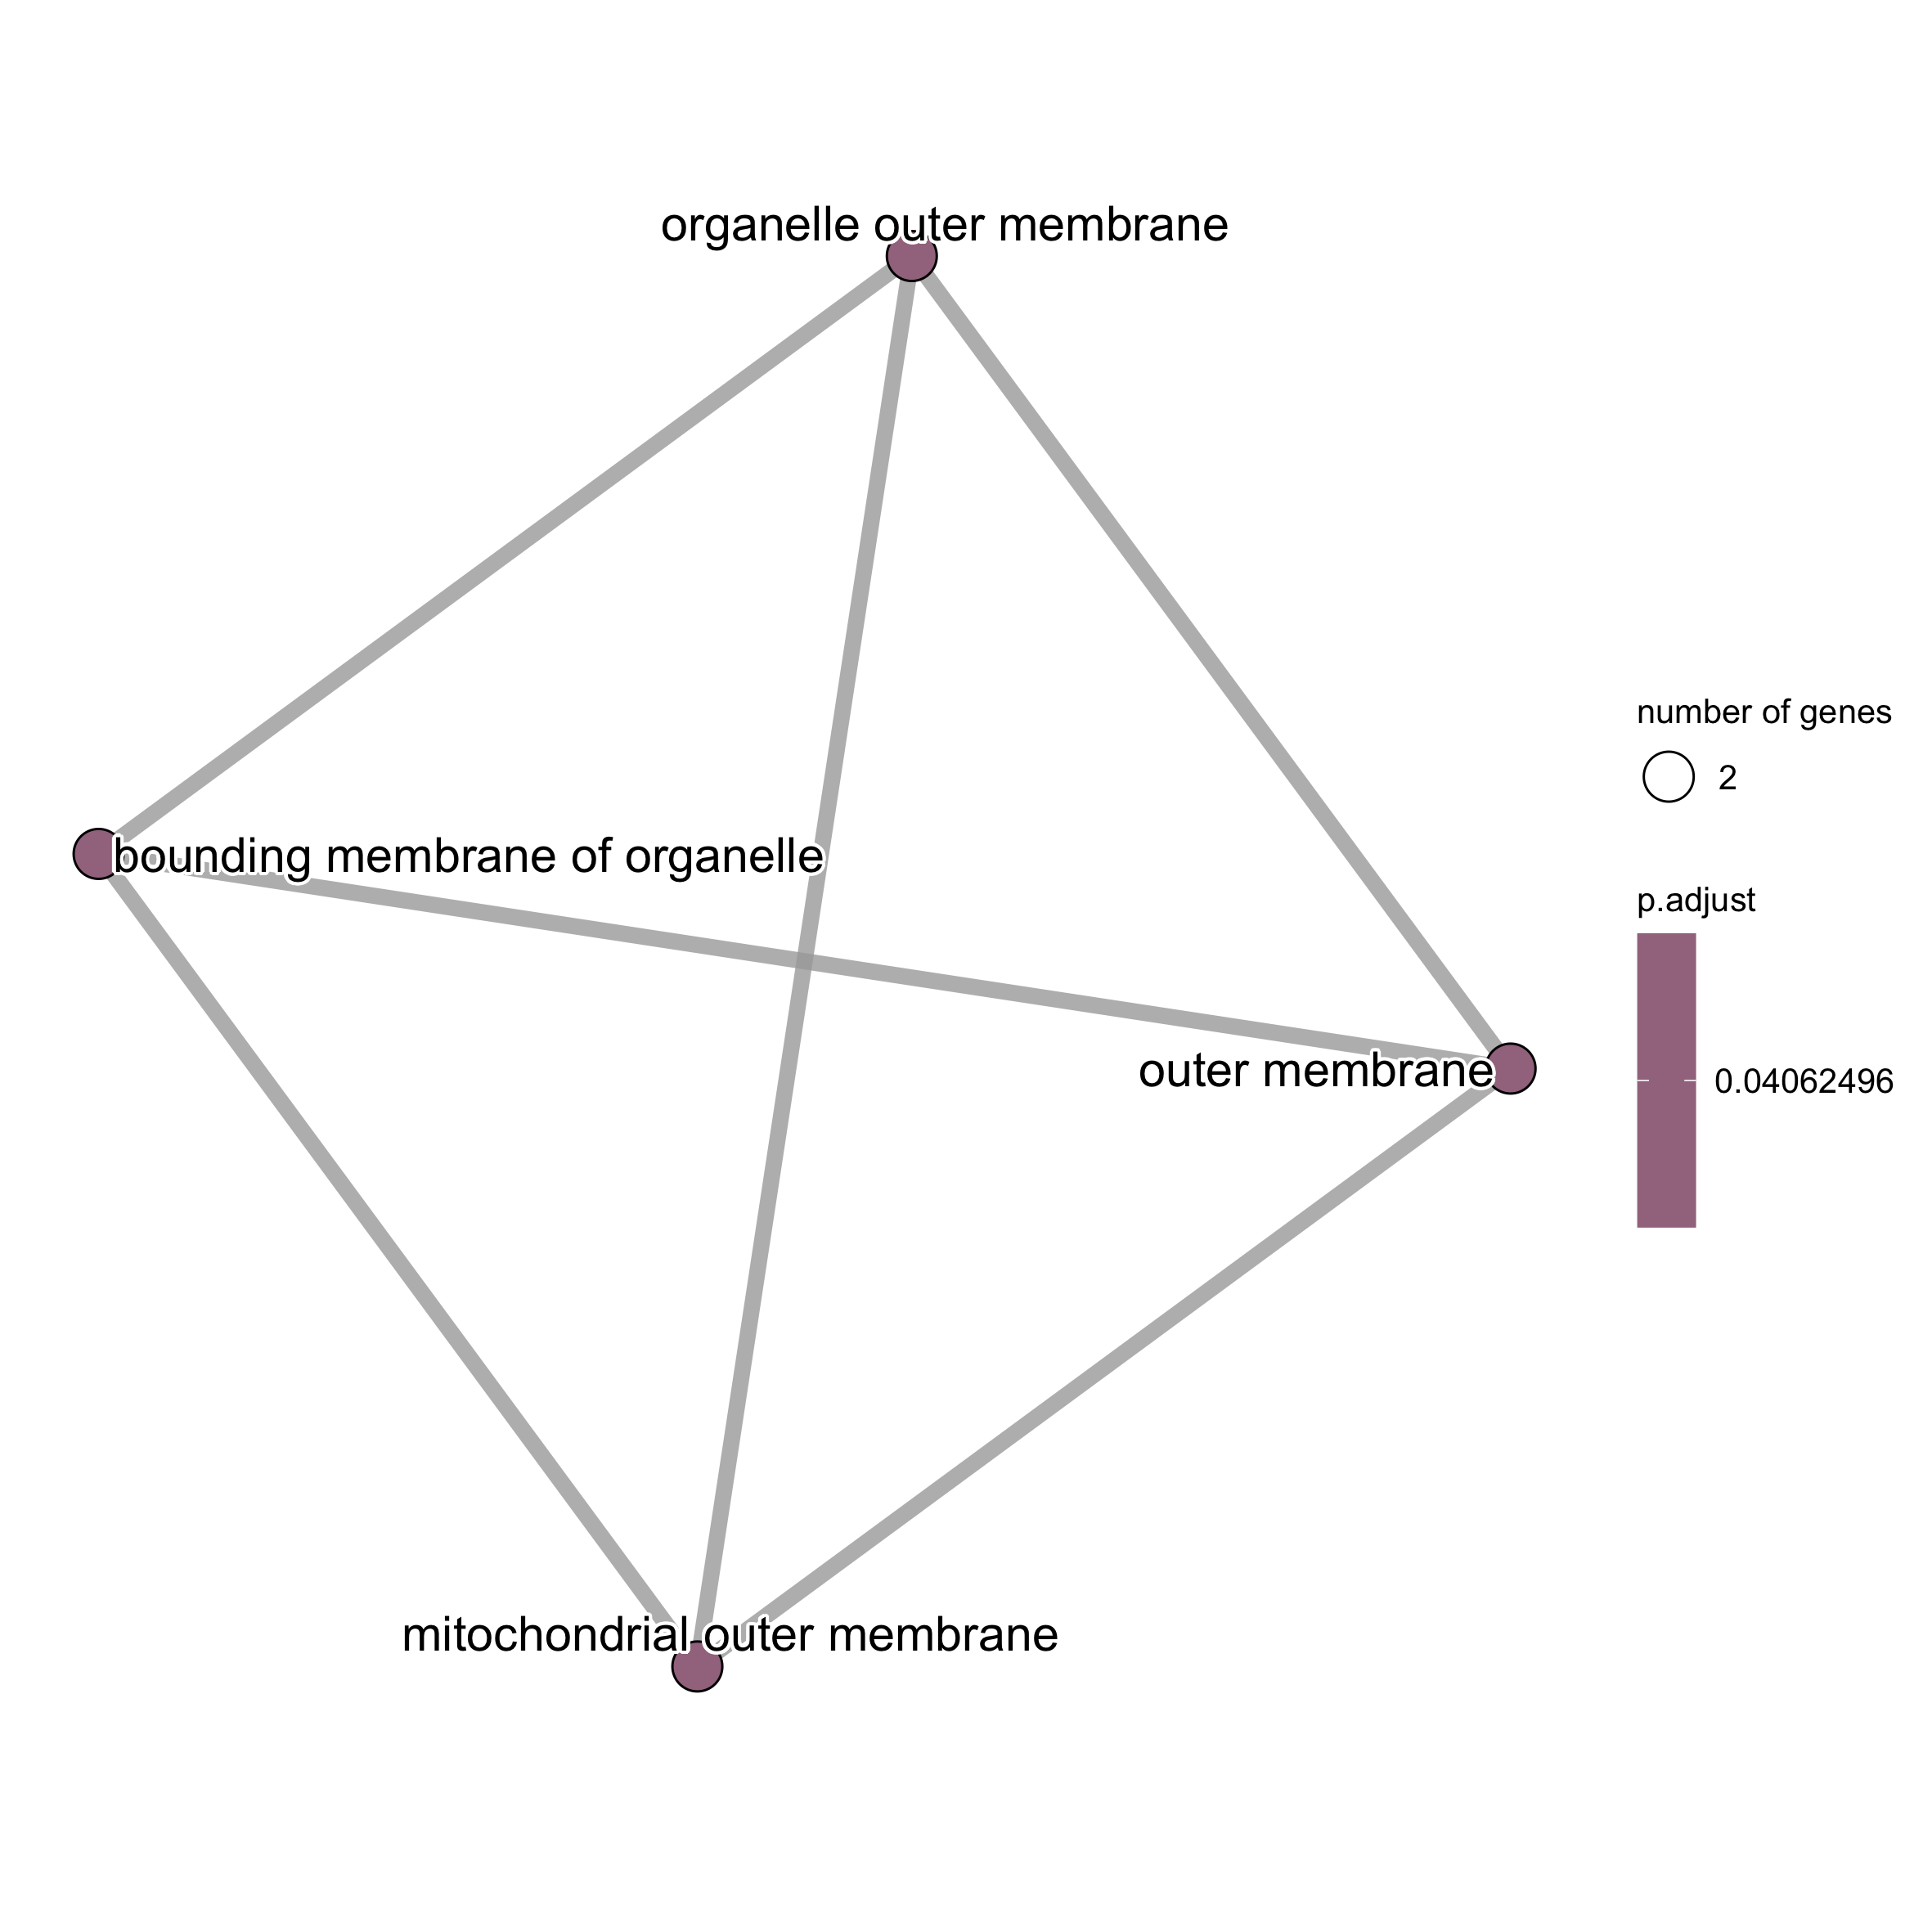 organelle outer membrane
number of genes
2
bounding membrane of organelle
p.adjust
outer membrane
0.04062496
mitochondrial outer membrane